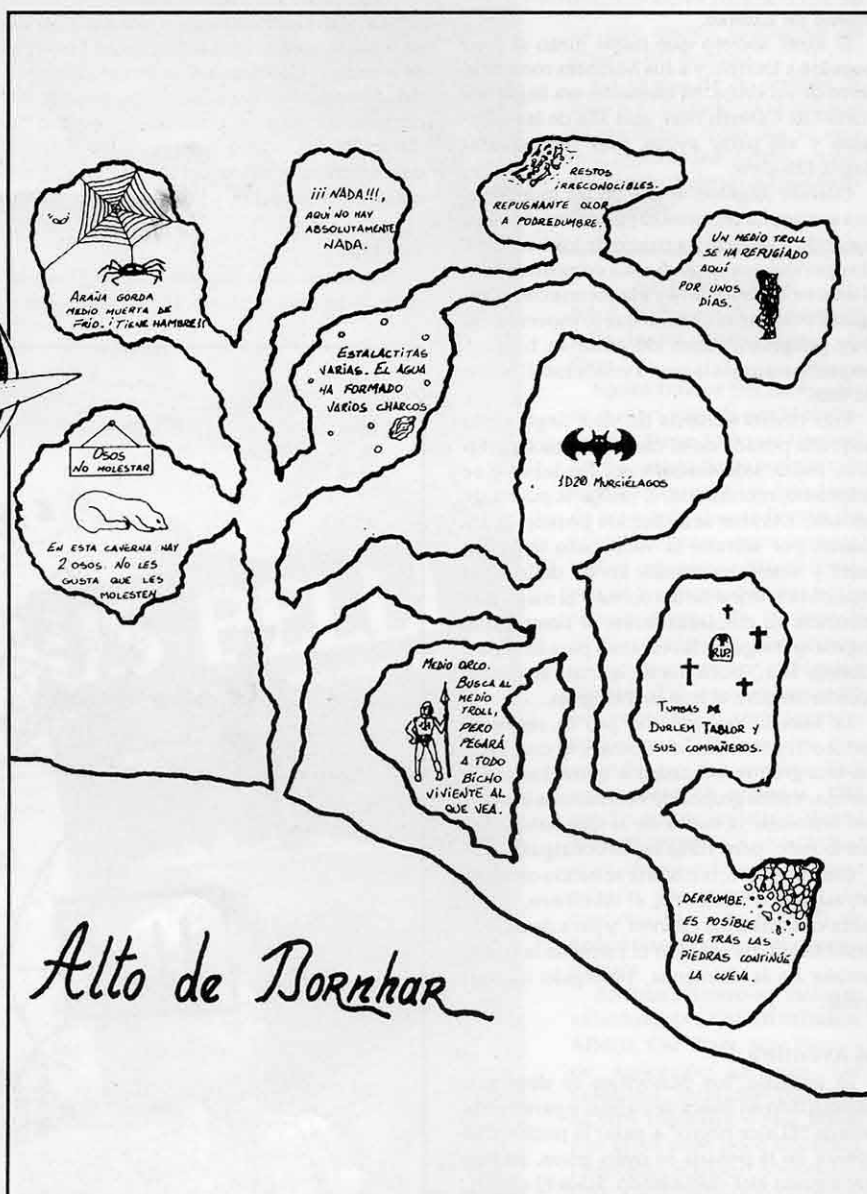 ARAÑA GORDA
MEDIO MUERTA DE
FRÍO. ¡TIENE HAMBRE!!
¡¡¡NADA!!!,
AQUÍ NO HAY
ABSOLUTAMENTE
NADA.
RESTOS
IRRECONOCIBLES.
REPUGNANTE OLOR
A PODREDUMBRE.
UN MEDIO TROLL
SE HA REFUGIADO
AQUÍ
POR UNOS
DÍAS.
ESTALÁCTITAS
VARIAS. EL AGUA
HA FORMADO
VARIOS CHARCOS
1D20 MURCIÉLAGOS
OSOS
NO MOLESTAR
EN ESTA CAVERNA HAY
2 OSOS. NO LES
GUSTA QUE LES
MOLESTEN
MEDIO ORCO.
BUSCA AL
MEDIO
TROLL,
PERO
PEGARÁ
A TODO
BICHO
VIVIENTE AL
QUE VEA.
R.I.P.
TUMBAS DE
DURLEM TABLOR Y
SUS COMPAÑEROS.
DERRUMBE.
ES POSIBLE
QUE TRAS LAS
PIEDRAS CONTINÚE
LA CUEVA.
Alto de Bornhar